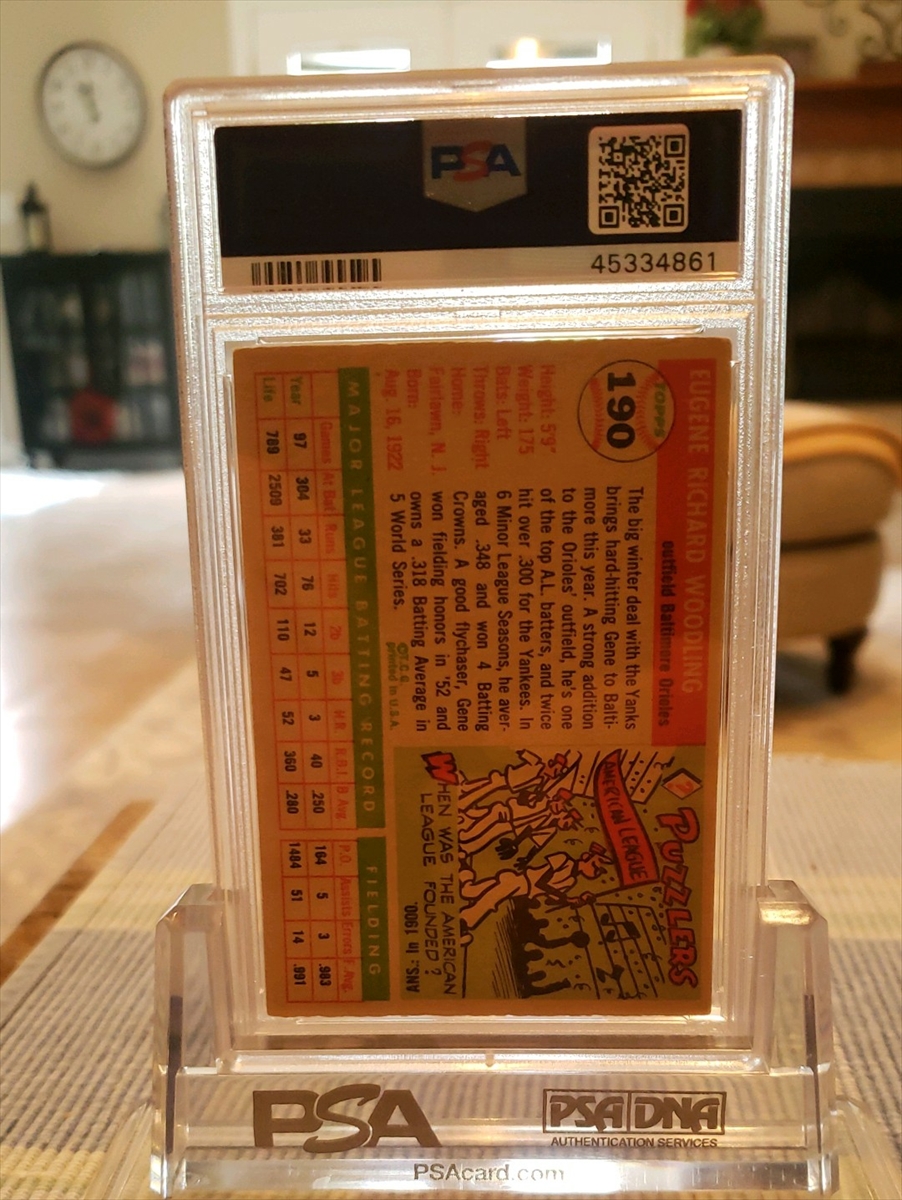 PSA
45334861
EUGENE RICHARD WOODLING
outfield Baltimore Orioles
TOPPS
190
Height: 5'9"
Weight: 175
Bats: Left
Throws: Right
Home:
Fairlawn, N. J.
Born:
Aug. 16, 1922
The big winter deal with the Yanks
brings hard-hitting Gene to Balti-
more this year. A strong addition
to the Orioles' outfield, he's one
of the top A.L. batters, and twice
hit over .300 for the Yankees. In
6 Minor League Seasons, he aver-
aged .348 and won 4 Batting
Crowns. A good flychaser, Gene
won fielding honors in '52 and
owns a .318 Batting Average in
5 World Series.
©T.C.G.
printed in U.S.A.
?
PUZZLERS
AMERICAN LEAGUE
WHEN WAS THE AMERICAN
LEAGUE FOUNDED?
ANS.: In 1900.
MAJOR LEAGUE BATTING RECORD FIELDING
Games At Bat Runs Hits 2b 3b H.R. R.B.I. B Avg. P.O. Assists Errors F. Avg.
Year 97 304 33 76 12 5 3 40 .250 164 5 3 .983
Life 789 2509 381 702 110 47 52 360 .280 1484 51 14 .991
PSA
PSA DNA
AUTHENTICATION SERVICES
PSAcard.com